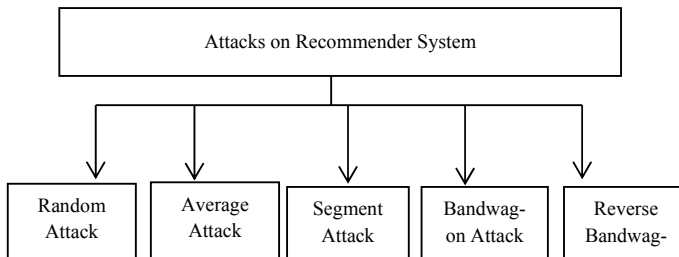 Attacks on Recommender System
Random
Attack
Average
Attack
Segment
Attack
Bandwag-
on Attack
Reverse
Bandwag-